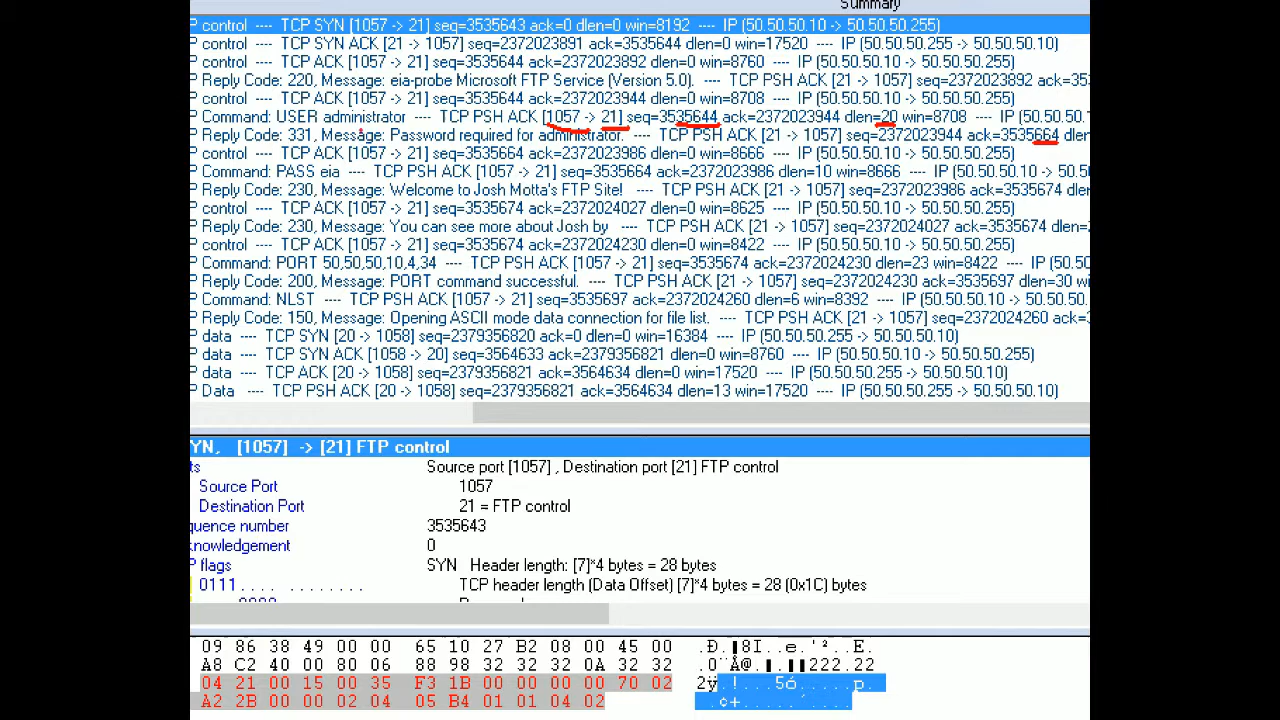 Summary
P control ---- TCP SYN [1057 -> 21] seq=3535643 ack=0 dlen=0 win=8192 ---- IP (50.50.50.10 -> 50.50.50.255)
P control ---- TCP SYN ACK [21 -> 1057] seq=2372023891 ack=3535644 dlen=0 win=17520 ---- IP (50.50.50.255 -> 50.50.50.10)
P control ---- TCP ACK [1057 -> 21] seq=3535644 ack=2372023892 dlen=0 win=8760 ---- IP (50.50.50.10 -> 50.50.50.255)
P Reply Code: 220, Message: eia-probe Microsoft FTP Service (Version 5.0). ---- TCP PSH ACK [21 -> 1057] seq=2372023892 ack=353
P control ---- TCP ACK [1057 -> 21] seq=3535644 ack=2372023944 dlen=0 win=8708 ---- IP (50.50.50.10 -> 50.50.50.255)
P Command: USER administrator ---- TCP PSH ACK [1057 -> 21] seq=3535644 ack=2372023944 dlen=20 win=8708 ---- IP (50.50.50.1
P Reply Code: 331, Message: Password required for administrator. ---- TCP PSH ACK [21 -> 1057] seq=2372023944 ack=3535664 dlen
P control ---- TCP ACK [1057 -> 21] seq=3535664 ack=2372023986 dlen=0 win=8666 ---- IP (50.50.50.10 -> 50.50.50.255)
P Command: PASS eia ---- TCP PSH ACK [1057 -> 21] seq=3535664 ack=2372023986 dlen=10 win=8666 ---- IP (50.50.50.10 -> 50.50
P Reply Code: 230, Message: Welcome to Josh Motta's FTP Site! ---- TCP PSH ACK [21 -> 1057] seq=2372023986 ack=3535674 dlen
P control ---- TCP ACK [1057 -> 21] seq=3535674 ack=2372024027 dlen=0 win=8625 ---- IP (50.50.50.10 -> 50.50.50.255)
P Reply Code: 230, Message: You can see more about Josh by ---- TCP PSH ACK [21 -> 1057] seq=2372024027 ack=3535674 dlen=2
P control ---- TCP ACK [1057 -> 21] seq=3535674 ack=2372024230 dlen=0 win=8422 ---- IP (50.50.50.10 -> 50.50.50.255)
P Command: PORT 50,50,50,10,4,34 ---- TCP PSH ACK [1057 -> 21] seq=3535674 ack=2372024230 dlen=23 win=8422 ---- IP (50.50
P Reply Code: 200, Message: PORT command successful. ---- TCP PSH ACK [21 -> 1057] seq=2372024230 ack=3535697 dlen=30 wi
P Command: NLST ---- TCP PSH ACK [1057 -> 21] seq=3535697 ack=2372024260 dlen=6 win=8392 ---- IP (50.50.50.10 -> 50.50.50.
P Reply Code: 150, Message: Opening ASCII mode data connection for file list. ---- TCP PSH ACK [21 -> 1057] seq=2372024260 ack=3
P data ---- TCP SYN [20 -> 1058] seq=2379356820 ack=0 dlen=0 win=16384 ---- IP (50.50.50.255 -> 50.50.50.10)
P data ---- TCP SYN ACK [1058 -> 20] seq=3564633 ack=2379356821 dlen=0 win=8760 ---- IP (50.50.50.10 -> 50.50.50.255)
P data ---- TCP ACK [20 -> 1058] seq=2379356821 ack=3564634 dlen=0 win=17520 ---- IP (50.50.50.255 -> 50.50.50.10)
P Data ---- TCP PSH ACK [20 -> 1058] seq=2379356821 ack=3564634 dlen=13 win=17520 ---- IP (50.50.50.255 -> 50.50.50.10)
YN, [1057] -> [21] FTP control
ts Source port [1057] , Destination port [21] FTP control
Source Port 1057
Destination Port 21 = FTP control
quence number 3535643
knowledgement 0
P flags SYN Header length: [7]*4 bytes = 28 bytes
0111 . . . . . . . . . . . . TCP header length (Data Offset) [7]*4 bytes = 28 (0x1C) bytes
09 86 38 49 00 00 00 65 10 27 B2 08 00 45 00 .Ð.▮8I..e.'²..E.
A8 C2 40 00 80 06 88 98 32 32 32 0A 32 32 .0¨Â@.▮.▮▮222.22
04 21 00 15 00 35 F3 1B 00 00 00 00 70 02 2ÿ.!...5ó.....p.
A2 2B 00 00 02 04 05 B4 01 01 04 02 .¢+.....´....